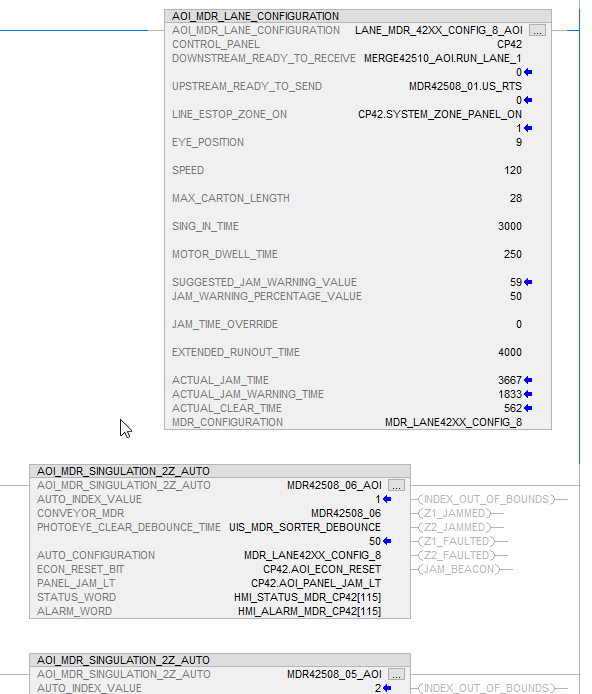 AOI_MDR_LANE_CONFIGURATION
AOI_MDR_LANE_CONFIGURATION LANE_MDR_42XX_CONFIG_8_AOI ...
CONTROL_PANEL CP42
DOWNSTREAM_READY_TO_RECEIVE MERGE42510_AOI.RUN_LANE_1
0
UPSTREAM_READY_TO_SEND MDR42508_01.US_RTS
0
LINE_ESTOP_ZONE_ON CP42.SYSTEM_ZONE_PANEL_ON
1
EYE_POSITION 9
SPEED 120
MAX_CARTON_LENGTH 28
SING_IN_TIME 3000
MOTOR_DWELL_TIME 250
SUGGESTED_JAM_WARNING_VALUE 59
JAM_WARNING_PERCENTAGE_VALUE 50
JAM_TIME_OVERRIDE 0
EXTENDED_RUNOUT_TIME 4000
ACTUAL_JAM_TIME 3667
ACTUAL_JAM_WARNING_TIME 1833
ACTUAL_CLEAR_TIME 562
MDR_CONFIGURATION MDR_LANE42XX_CONFIG_8
AOI_MDR_SINGULATION_2Z_AUTO
AOI_MDR_SINGULATION_2Z_AUTO MDR42508_06_AOI ...
AUTO_INDEX_VALUE 1 (INDEX_OUT_OF_BOUNDS)
CONVEYOR_MDR MDR42508_06 (Z1_JAMMED)
PHOTOEYE_CLEAR_DEBOUNCE_TIME UIS_MDR_SORTER_DEBOUNCE (Z2_JAMMED)
50 (Z1_FAULTED)
AUTO_CONFIGURATION MDR_LANE42XX_CONFIG_8 (Z2_FAULTED)
ECON_RESET_BIT CP42.AOI_ECON_RESET (JAM_BEACON)
PANEL_JAM_LT CP42.AOI_PANEL_JAM_LT
STATUS_WORD HMI_STATUS_MDR_CP42[115]
ALARM_WORD HMI_ALARM_MDR_CP42[115]
AOI_MDR_SINGULATION_2Z_AUTO
AOI_MDR_SINGULATION_2Z_AUTO MDR42508_05_AOI ...
AUTO_INDEX_VALUE 2 (INDEX_OUT_OF_BOUNDS)